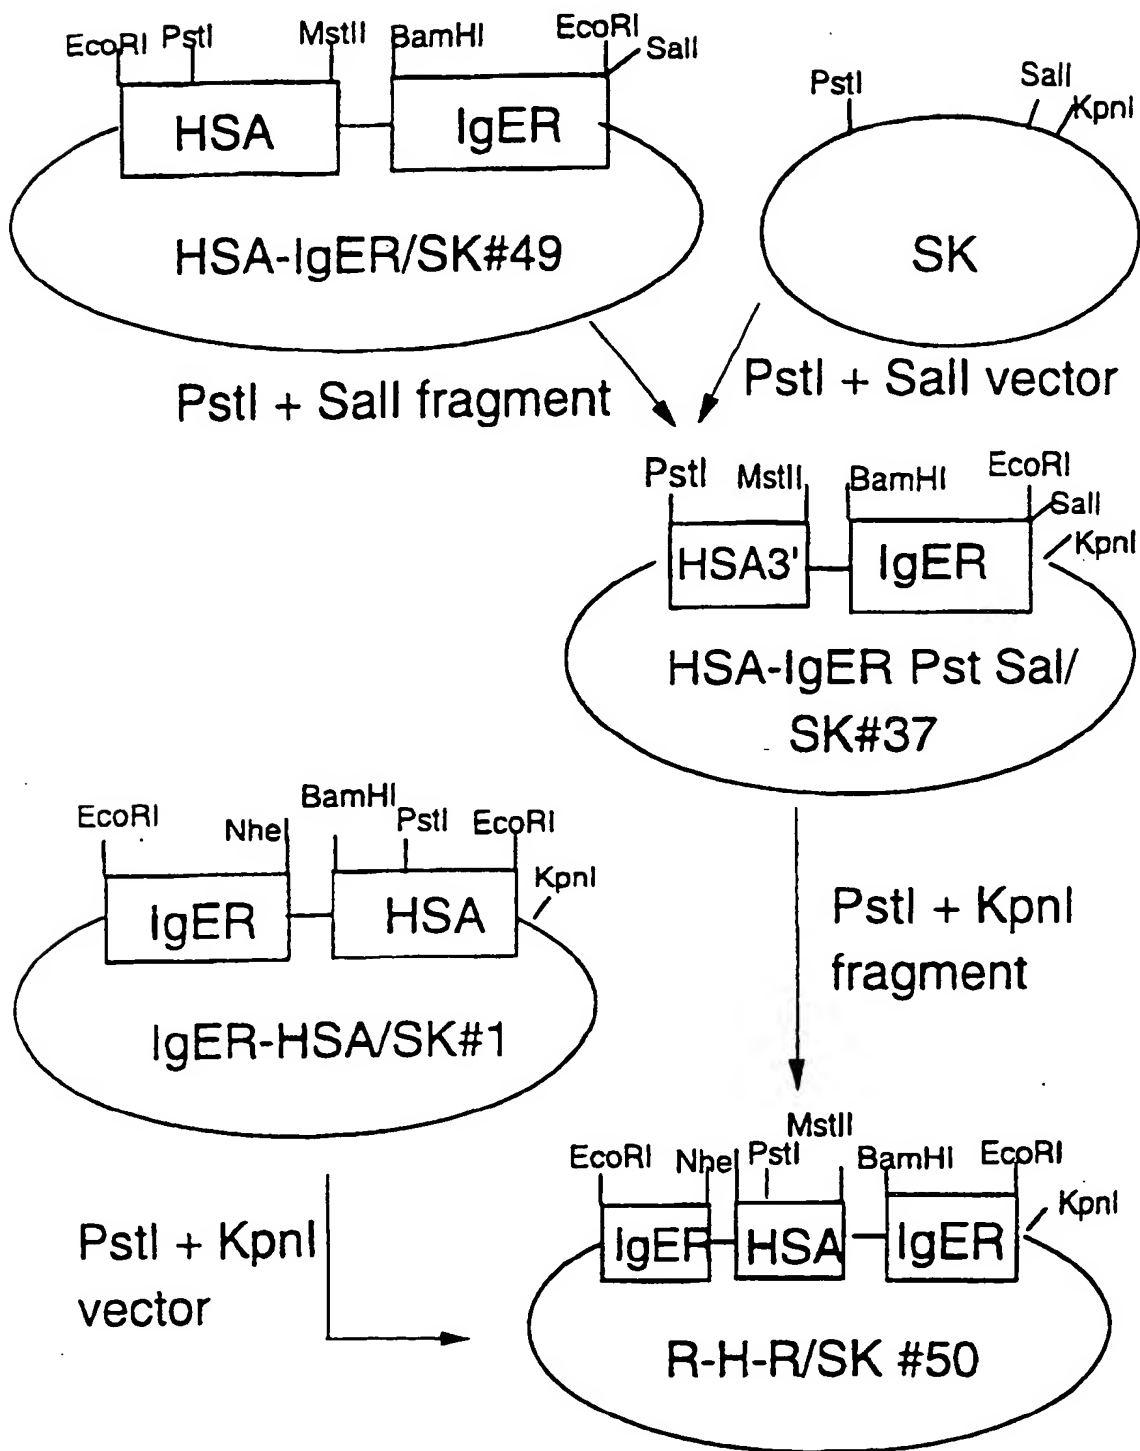 EcoRI PstI MstII BamHI EcoRI SalI
HSA IgER
HSA-IgER/SK#49
PstI SalI KpnI
SK
PstI + SalI fragment
PstI + SalI vector
PstI MstII BamHI EcoRI SalI KpnI
HSA3' IgER
HSA-IgER Pst Sal/
SK#37
EcoRI NheI BamHI PstI EcoRI KpnI
IgER HSA
IgER-HSA/SK#1
PstI + KpnI
fragment
PstI + KpnI
vector
MstII
EcoRI NheI PstI BamHI EcoRI KpnI
IgER HSA IgER
R-H-R/SK #50